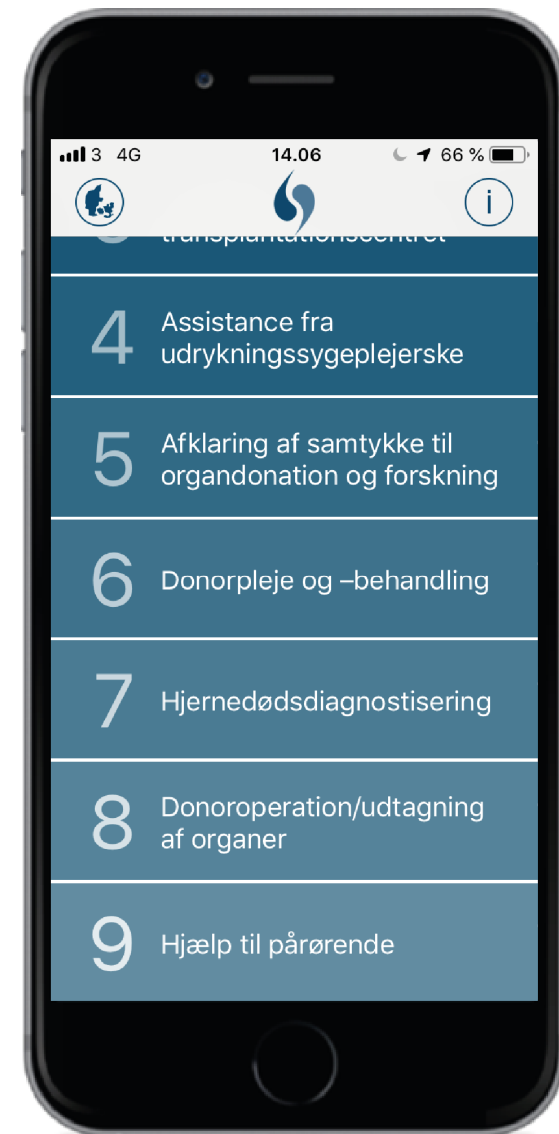 3 4G 14.06 66 %
i
transplantationscentret
4 Assistance fra
udrykningssygeplejerske
5 Afklaring af samtykke til
organdonation og forskning
6 Donorpleje og –behandling
7 Hjernedødsdiagnostisering
8 Donoroperation/udtagning
af organer
9 Hjælp til pårørende